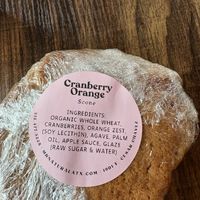 Cranberry
Orange
Scone
INGREDIENTS:
ORGANIC WHOLE WHEAT,
CRANBERRIES, ORANGE ZEST,
(SOY LECITHIN), AGAVE, PALM
OIL, APPLE SAUCE, GLAZE
(RAW SUGAR & WATER)